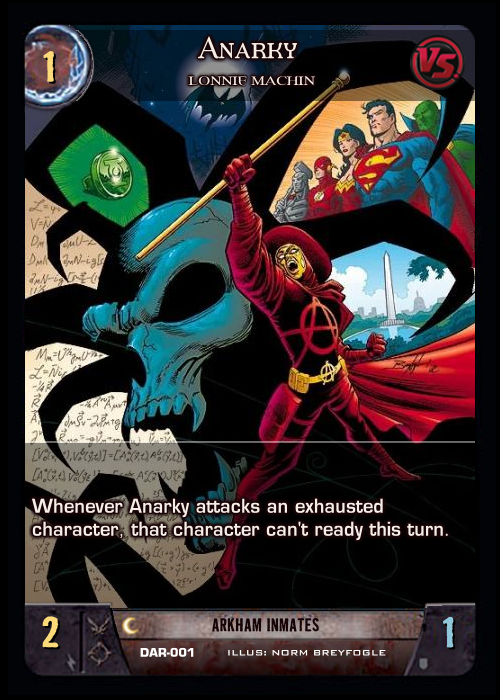 1
ANARKY
VS
LONNIE MACHIN
Whenever Anarky attacks an exhausted
character, that character can't ready this turn.
2
ARKHAM INMATES
1
DAR-001
ILLUS: NORM BREYFOGLE